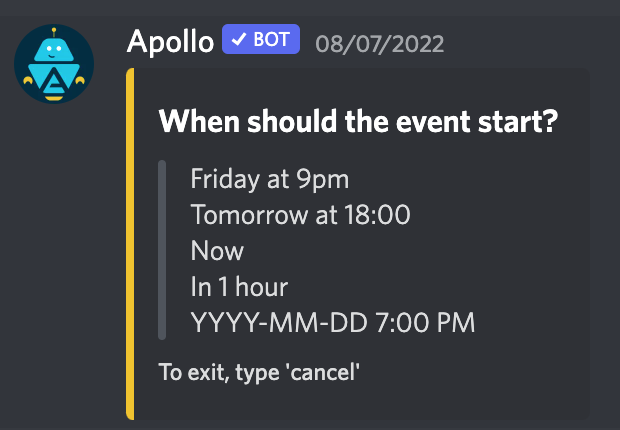 Apollo ✓ BOT 08/07/2022
When should the event start?
Friday at 9pm
Tomorrow at 18:00
Now
In 1 hour
YYYY-MM-DD 7:00 PM
To exit, type 'cancel'